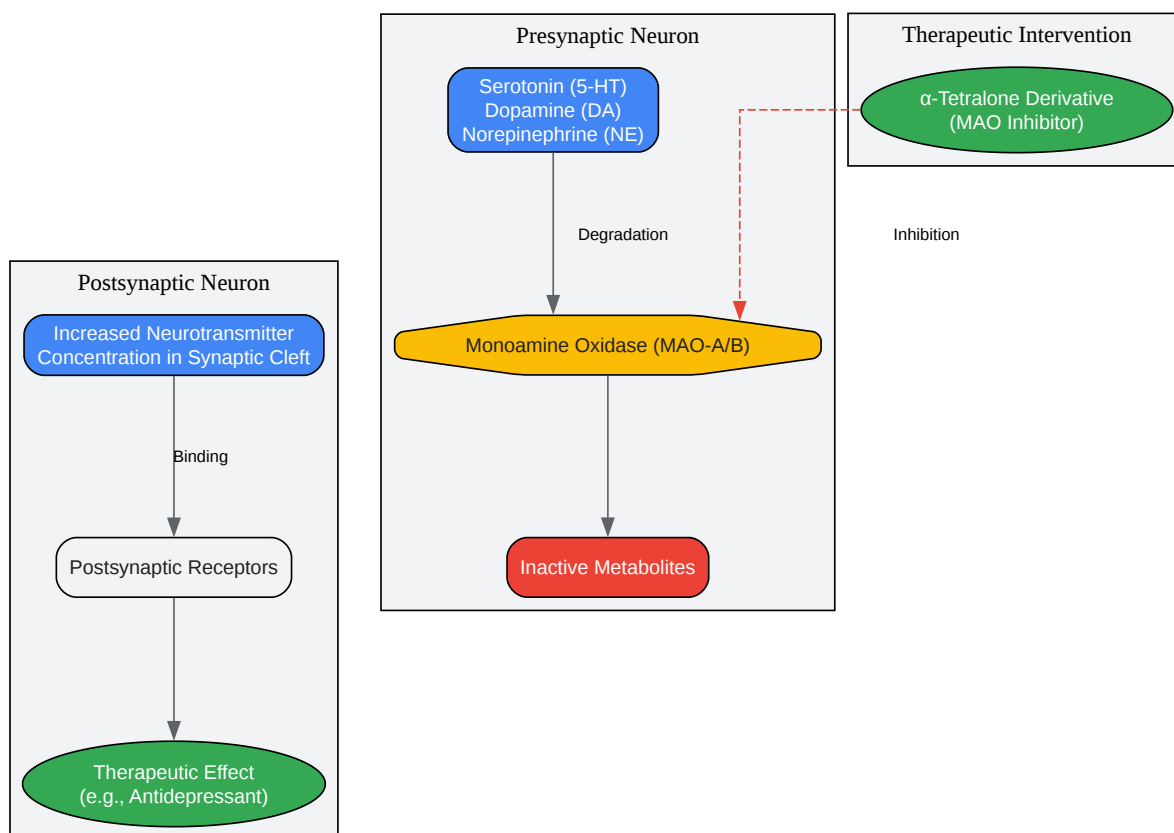 Presynaptic Neuron
Serotonin (5-HT)
Dopamine (DA)
Norepinephrine (NE)
Degradation
Monoamine Oxidase (MAO-A/B)
Inactive Metabolites
Therapeutic Intervention
α-Tetralone Derivative
(MAO Inhibitor)
Inhibition
Postsynaptic Neuron
Increased Neurotransmitter
Concentration in Synaptic Cleft
Binding
Postsynaptic Receptors
Therapeutic Effect
(e.g., Antidepressant)